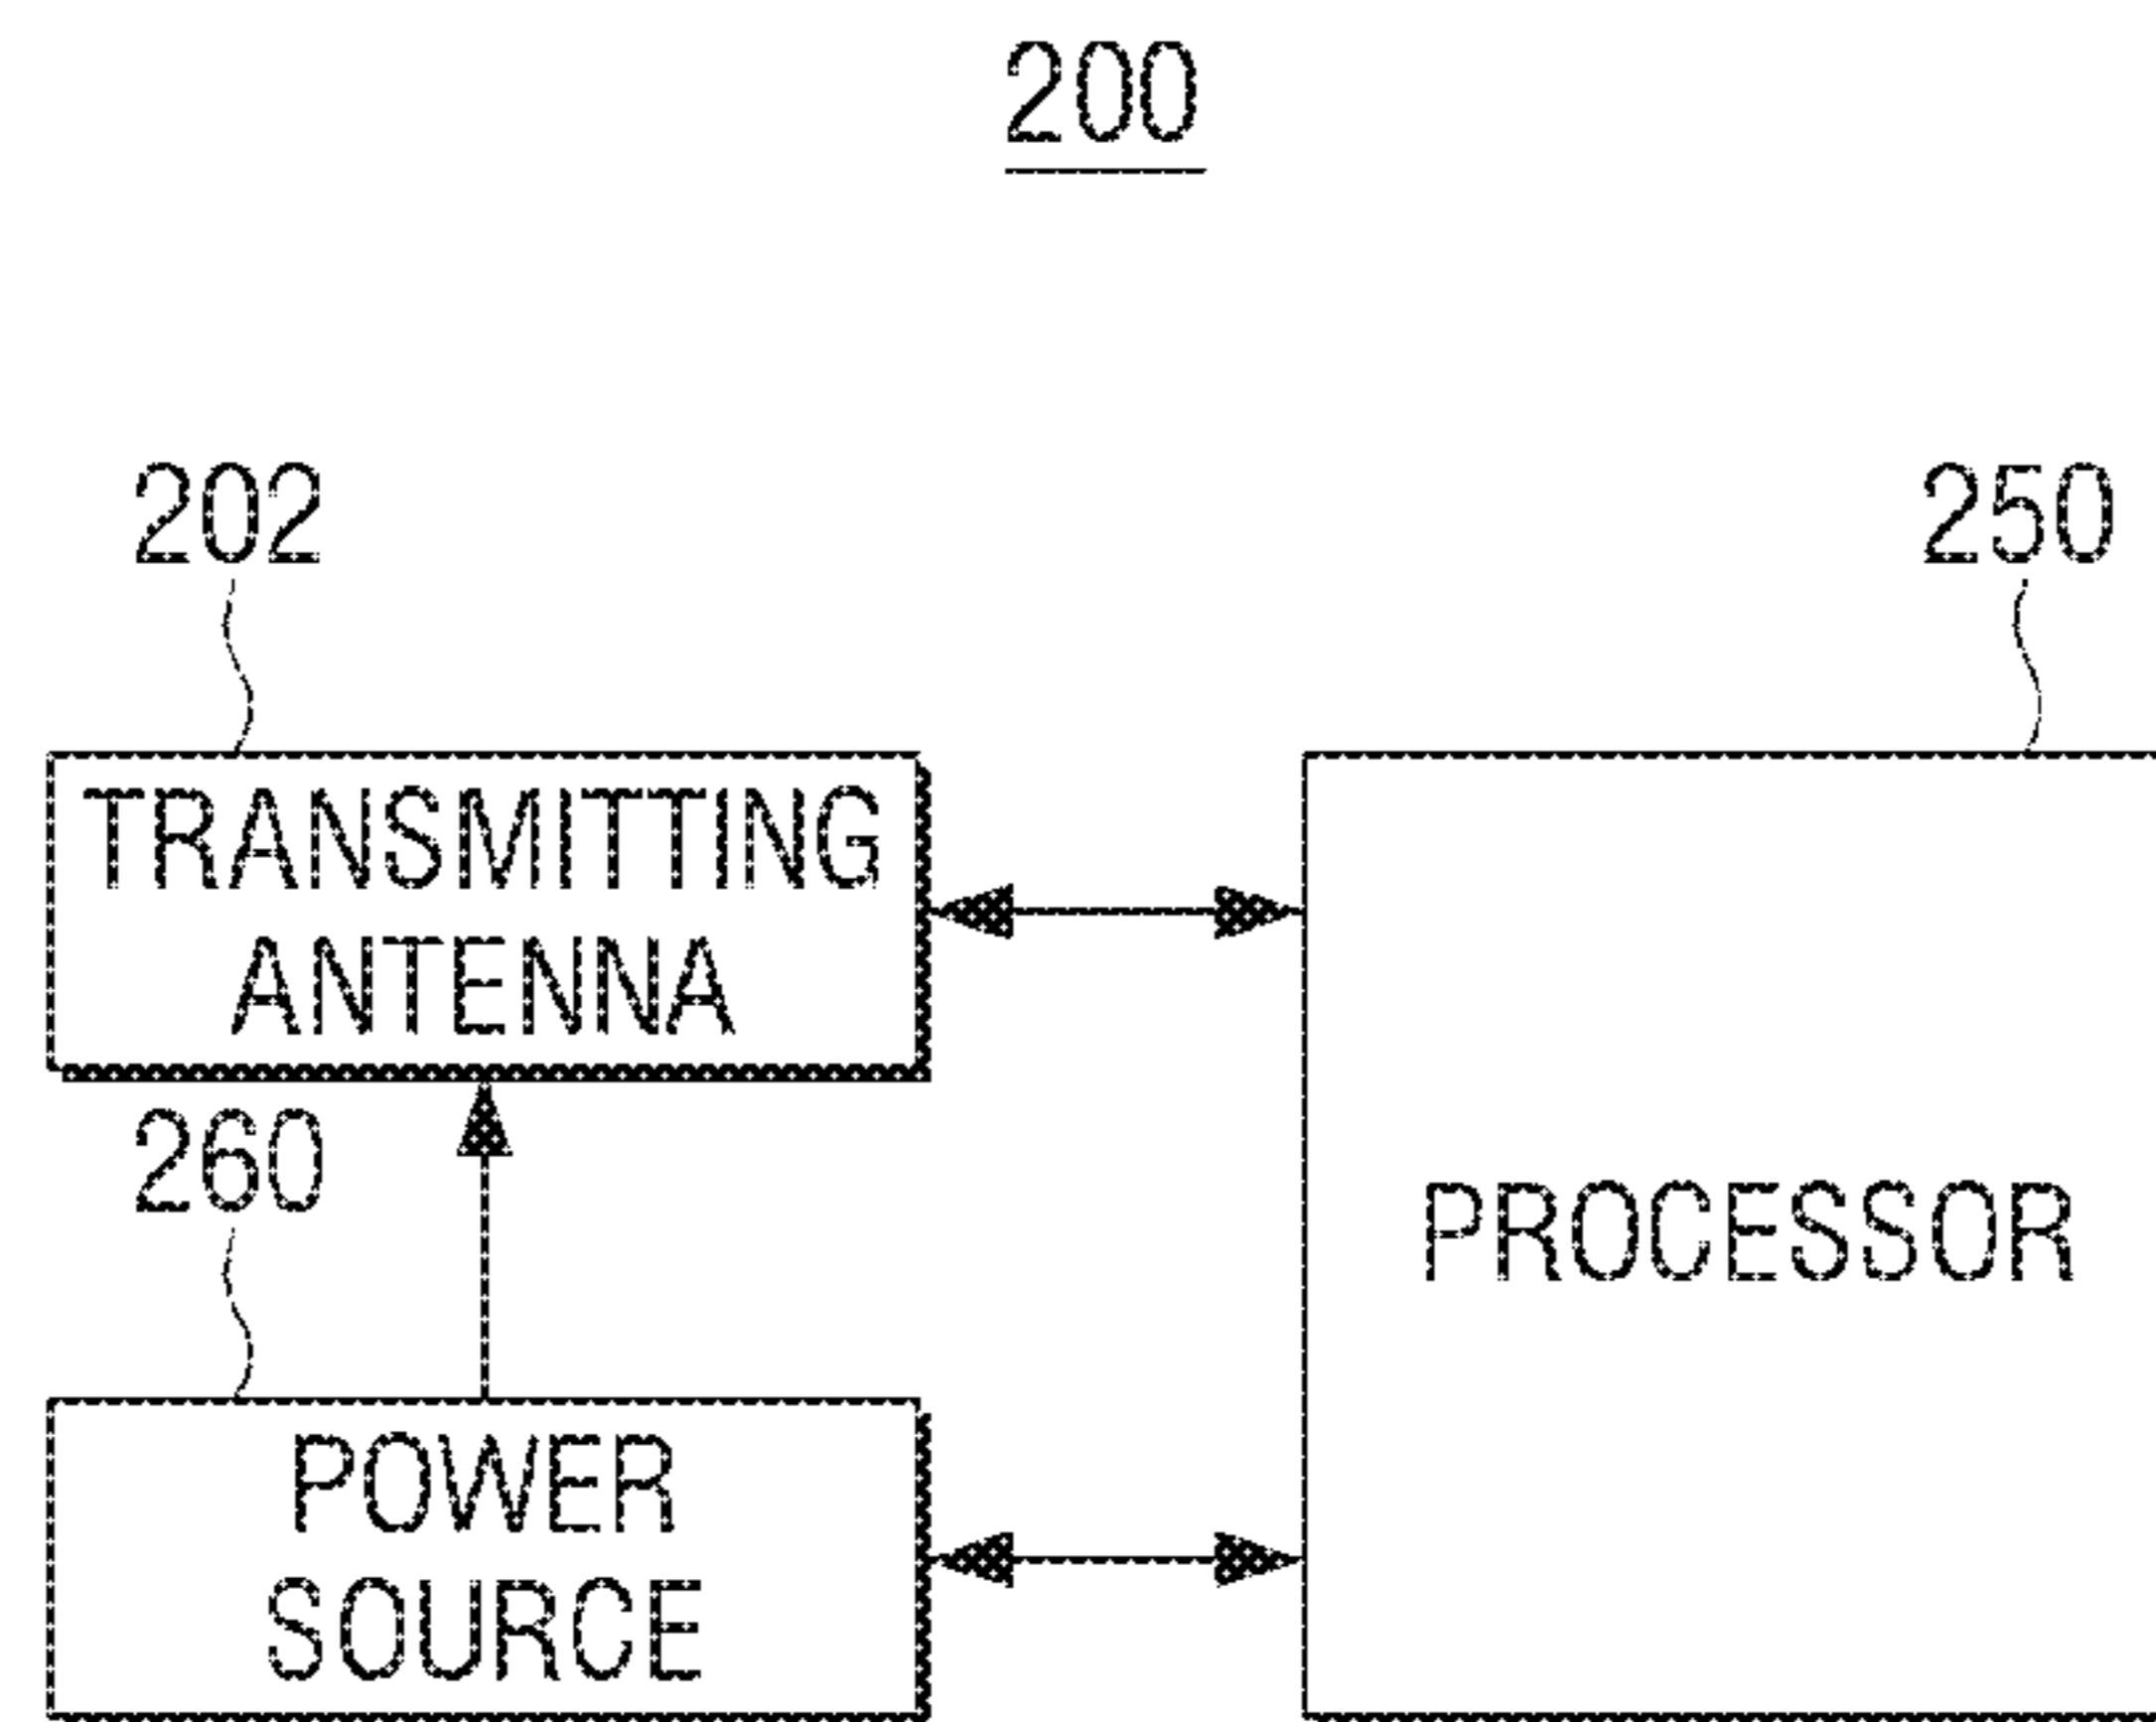 200
202
250
TRANSMITTING
ANTENNA
260
PROCESSOR
POWER
SOURCE